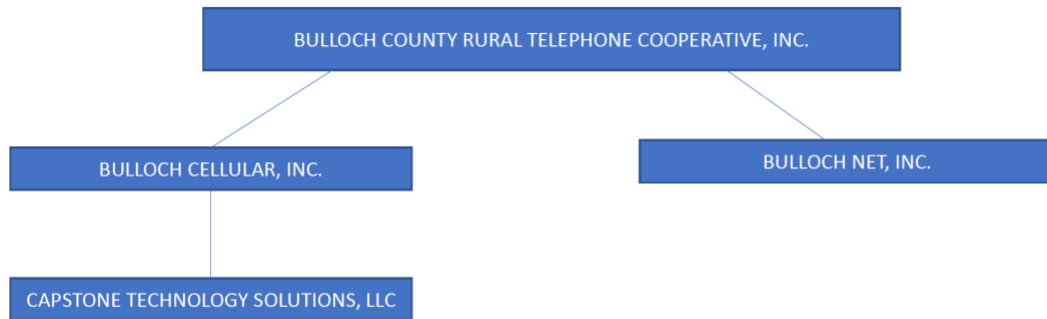 BULLOCH COUNTY RURAL TELEPHONE COOPERATIVE, INC.
BULLOCH CELLULAR, INC.
BULLOCH NET, INC.
CAPSTONE TECHNOLOGY SOLUTIONS, LLC